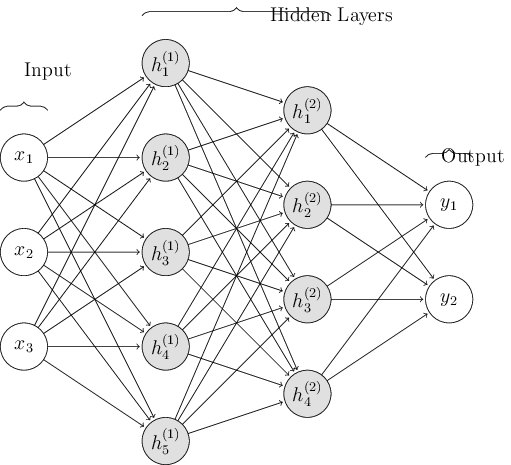 Hidden Layers
Input
Output
h_1^{(1)}
h_2^{(1)}
h_3^{(1)}
h_4^{(1)}
h_5^{(1)}
h_1^{(2)}
h_2^{(2)}
h_3^{(2)}
h_4^{(2)}
x_1
x_2
x_3
y_1
y_2